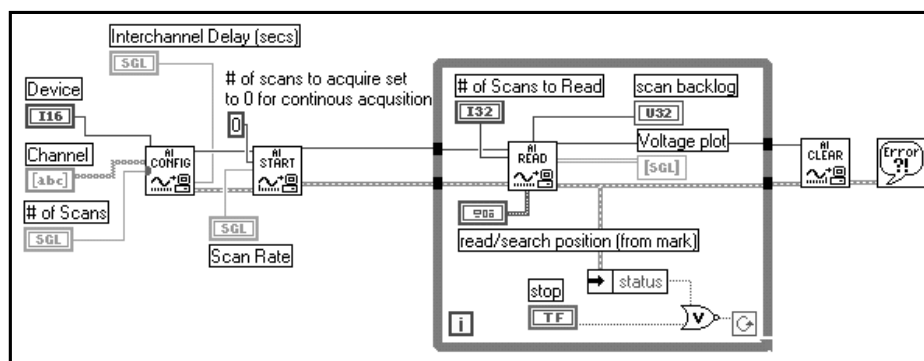 Interchannel Delay (secs)
SGL
# of scans to acquire set
to 0 for continous acqusition
0
Device
I16
Channel
[abc]
# of Scans
SGL
AI
CONFIG
AI
START
SGL
Scan Rate
# of Scans to Read
I32
scan backlog
U32
AI
READ
Voltage plot
[SGL]
read/search position (from mark)
status
stop
TF
V
i
AI
CLEAR
Error
?!